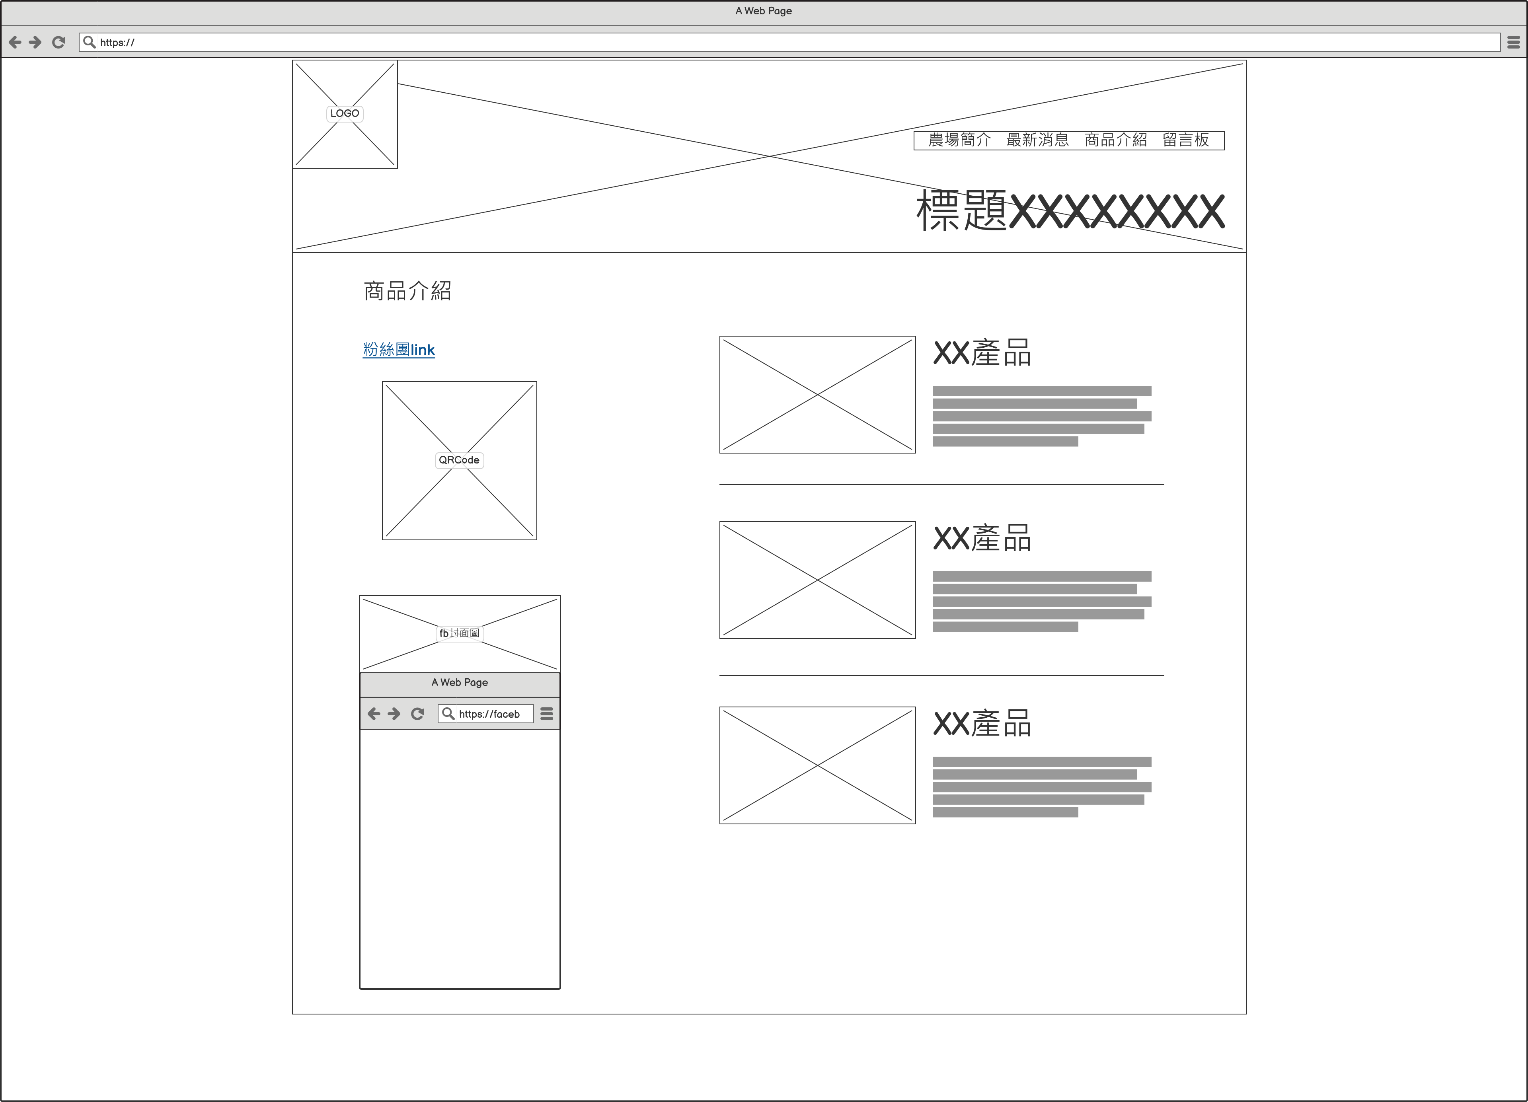 A Web Page
https://
LOGO
農場簡介 最新消息 商品介紹 留言板
標題XXXXXXXX
商品介紹
粉絲團link
QRCode
fb封面圖
A Web Page
https://faceb
XX產品
XX產品
XX產品